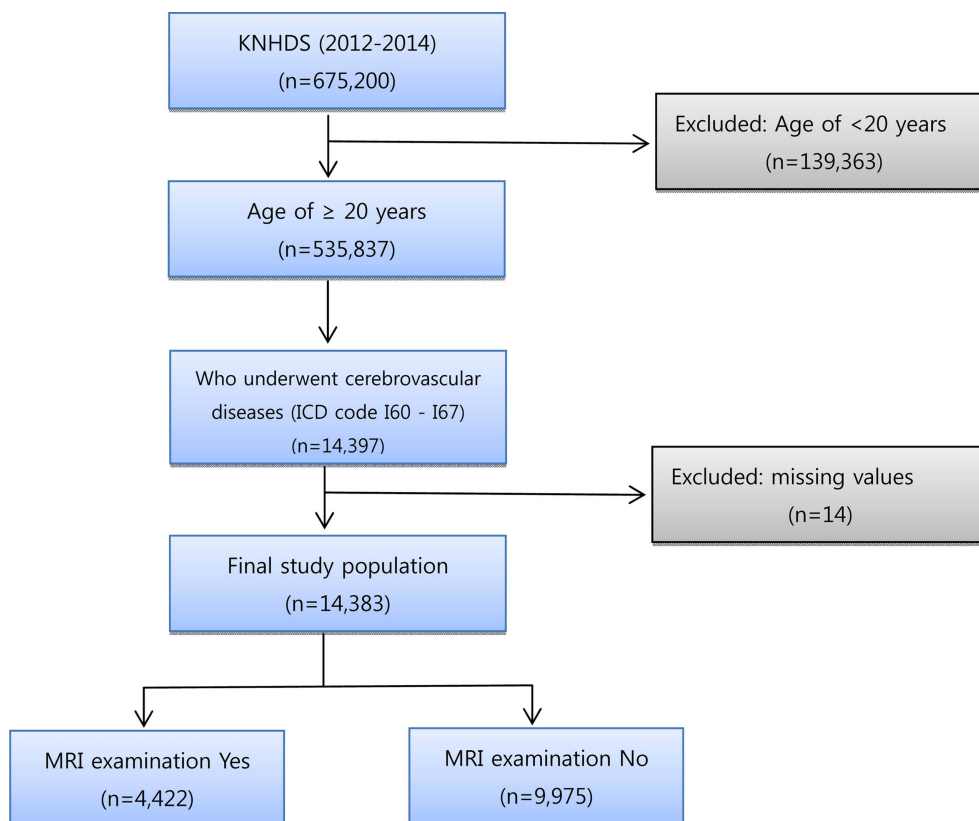 KNHDS (2012-2014)
(n=675,200)
Excluded: Age of <20 years
(n=139,363)
Age of ≥ 20 years
(n=535,837)
Who underwent cerebrovascular
diseases (ICD code I60 - I67)
(n=14,397)
Excluded: missing values
(n=14)
Final study population
(n=14,383)
MRI examination Yes
(n=4,422)
MRI examination No
(n=9,975)